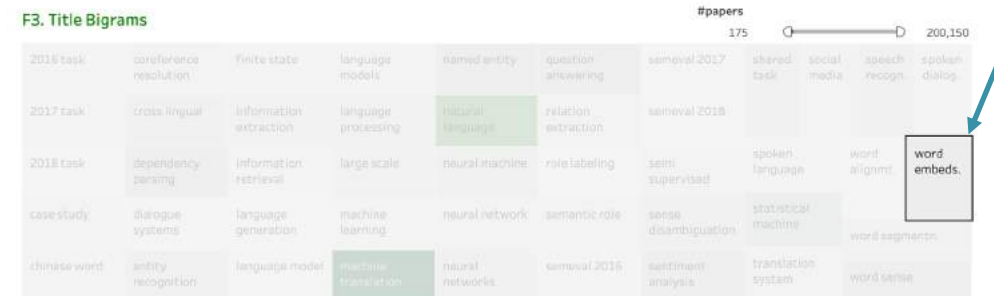 F3. Title Bigrams
#papers
175
200,150
2016 task
coreference
resolution
finite state
language
models
named entity
question
answering
semeval 2017
shared
task
social
media
speech
recogn.
spoken
dialog.
2017 task
cross lingual
information
extraction
language
processing
natural
language
relation
extraction
semeval 2018
2018 task
dependency
parsing
information
retrieval
large scale
neural machine
role labeling
semi
supervised
spoken
language
word
alignmt.
word
embeds.
case study
dialogue
systems
language
generation
machine
learning
neural network
semantic role
sense
disambiguation
statistical
machine
word segmentn.
chinese word
entity
recognition
language model
machine
translation
neural
networks
semeval 2016
sentiment
analysis
translation
system
word sense